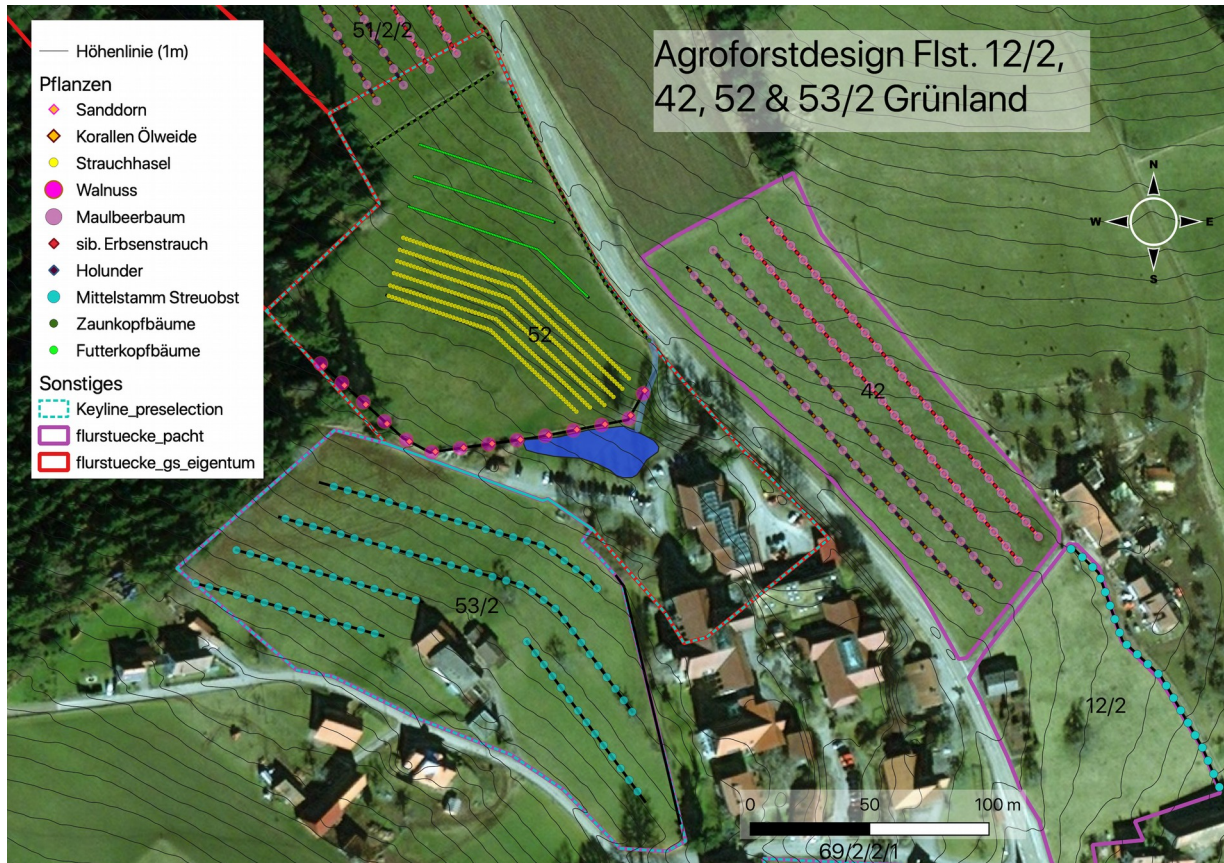 51/2/2
Höhenlinie (1m)
Pflanzen
Sanddorn
Korallen Ölweide
Strauchhasel
Walnuss
Maulbeerbaum
sib. Erbsenstrauch
Holunder
Mittelstamm Streuobst
Zaunkopfbäume
Futterkopfbäume
Sonstiges
Keyline_preselection
flurstuecke_pacht
flurstuecke_gs_eigentum
Agroforstdesign Flst. 12/2,
42, 52 & 53/2 Grünland
N
W E
S
52
42
53/2
12/2
0 50 100 m
69/2/2/1